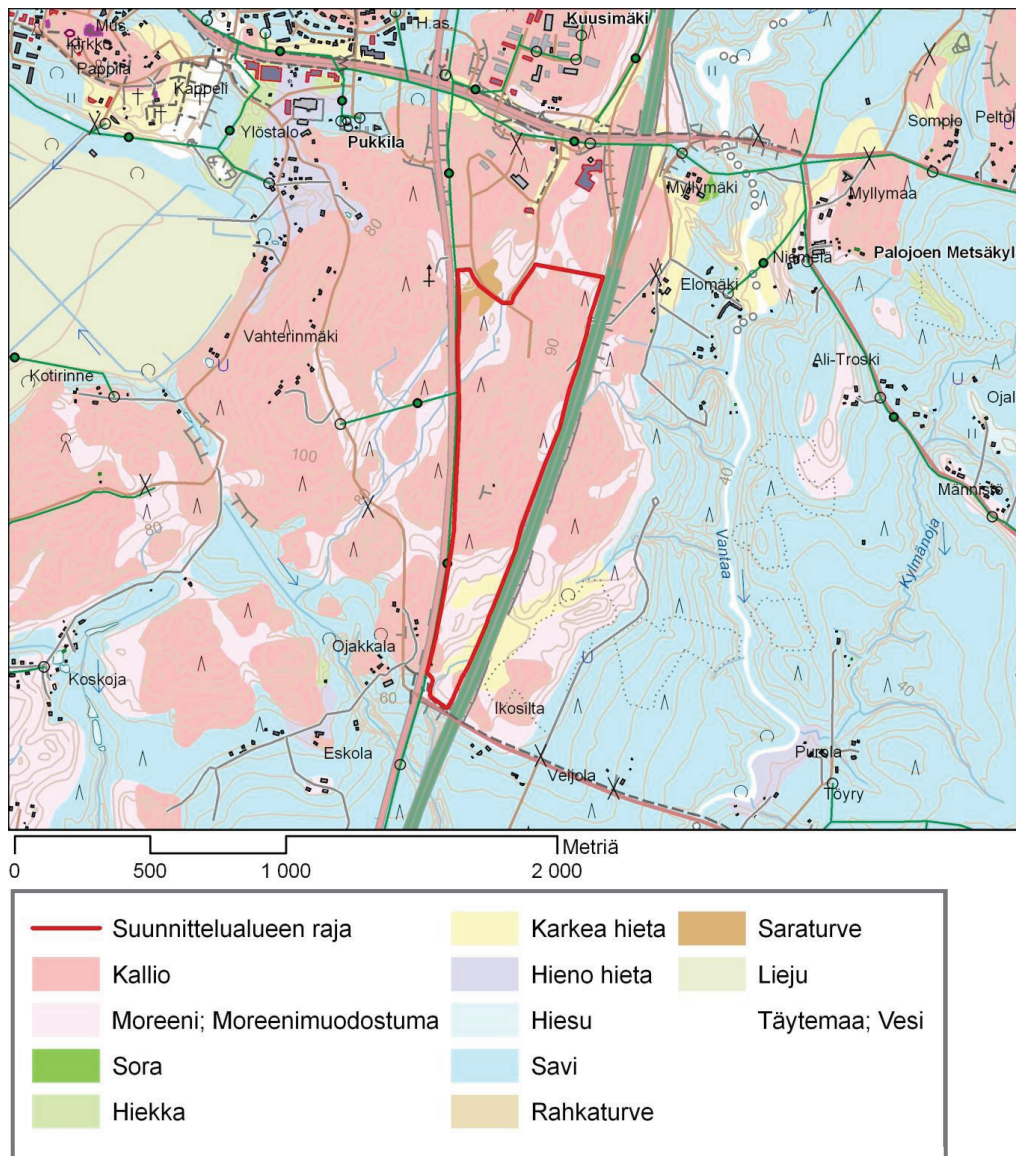 Mus.
Kirkko
Pappila
Kappeli
H.as.
Kuusimäki
Ylöstalo
Pukkila
Somplo
Myllymäki
Myllymaa
80
Niemelä
Palojoen Metsäkyl
Elomäki
Vahterinmäki
90
U
Kotirinne
Ali-Troski
U
Ojal
100
80
80
40
Männistö
Vantaa
Kylmänoja
Ojakkala
U
Koskoja
60
Ikosilta
40
Eskola
Veljola
Purola
Töyry
Metriä
0 500 1 000 2 000
Suunnittelualueen raja
Kallio
Moreeni; Moreenimuodostuma
Sora
Hiekka
Karkea hieta
Hieno hieta
Hiesu
Savi
Rahkaturve
Saraturve
Lieju
Täytemaa; Vesi